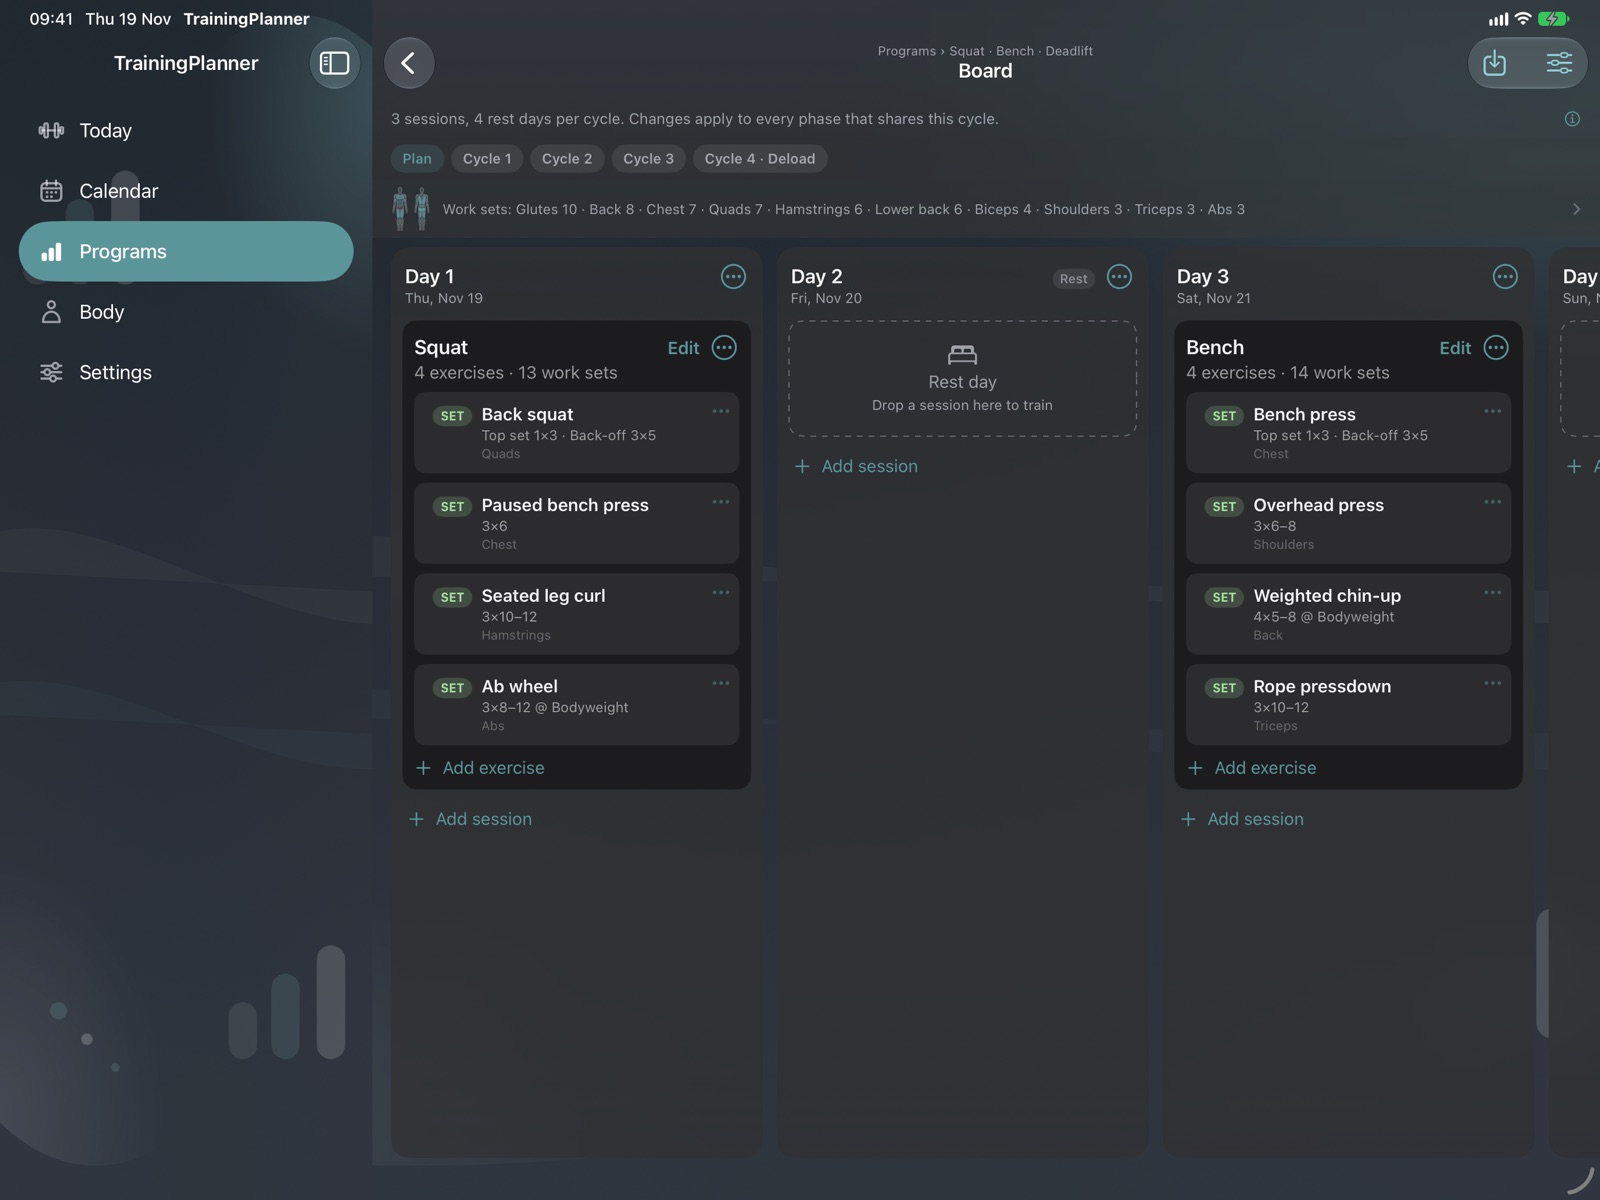 09:41 Thu 19 Nov TrainingPlanner
TrainingPlanner
Today
Calendar
Programs
Body
Settings
Programs › Squat · Bench · Deadlift
Board
3 sessions, 4 rest days per cycle. Changes apply to every phase that shares this cycle.
Plan
Cycle 1
Cycle 2
Cycle 3
Cycle 4 · Deload
Work sets: Glutes 10 · Back 8 · Chest 7 · Quads 7 · Hamstrings 6 · Lower back 6 · Biceps 4 · Shoulders 3 · Triceps 3 · Abs 3
Day 1
Thu, Nov 19
Squat
Edit
4 exercises · 13 work sets
SET Back squat
Top set 1×3 · Back-off 3×5
Quads
SET Paused bench press
3×6
Chest
SET Seated leg curl
3×10–12
Hamstrings
SET Ab wheel
3×8–12 @ Bodyweight
Abs
+ Add exercise
+ Add session
Day 2
Rest
Fri, Nov 20
Rest day
Drop a session here to train
+ Add session
Day 3
Sat, Nov 21
Bench
Edit
4 exercises · 14 work sets
SET Bench press
Top set 1×3 · Back-off 3×5
Chest
SET Overhead press
3×6–8
Shoulders
SET Weighted chin-up
4×5–8 @ Bodyweight
Back
SET Rope pressdown
3×10–12
Triceps
+ Add exercise
+ Add session
Day
Sun,
+